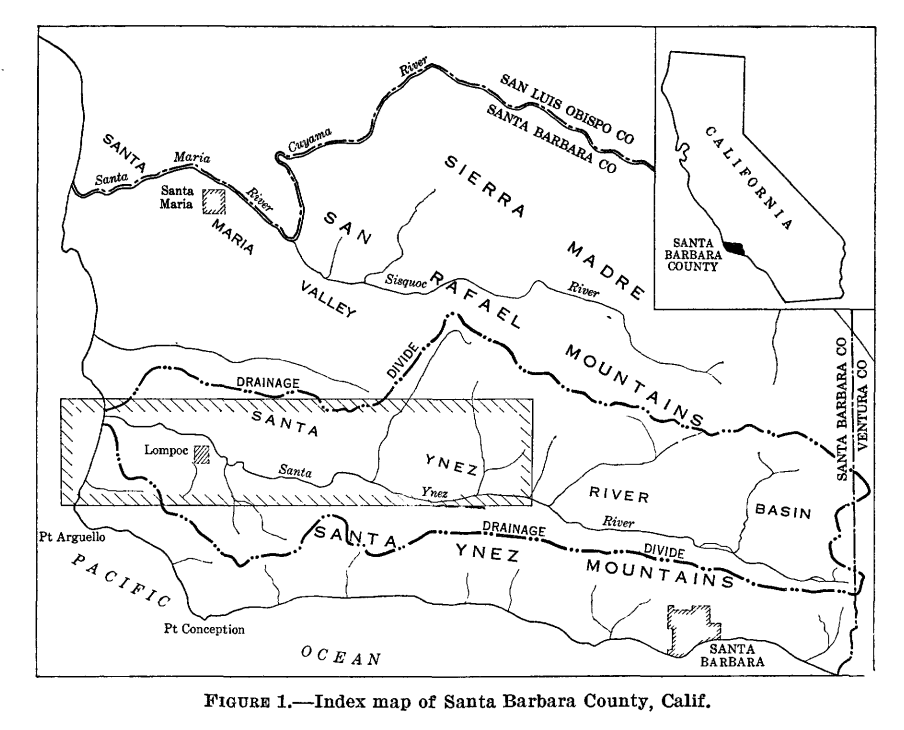 River
SAN LUIS OBISPO CO
SANTA BARBARA CO
Cuyama
SANTA
Santa
Maria
River
Santa
Maria
MARIA
VALLEY
SIERRA
MADRE
SAN
RAFAEL
MOUNTAINS
Sisquoc
River
CALIFORNIA
SANTA
BARBARA
COUNTY
DRAINAGE
DIVIDE
SANTA BARBARA CO
VENTURA CO
SANTA
YNEZ
RIVER
BASIN
Lompoc
Santa
Ynez
River
Pt Arguello
SANTA
YNEZ
MOUNTAINS
DRAINAGE
DIVIDE
PACIFIC
OCEAN
Pt Conception
SANTA
BARBARA
FIGURE 1.—Index map of Santa Barbara County, Calif.